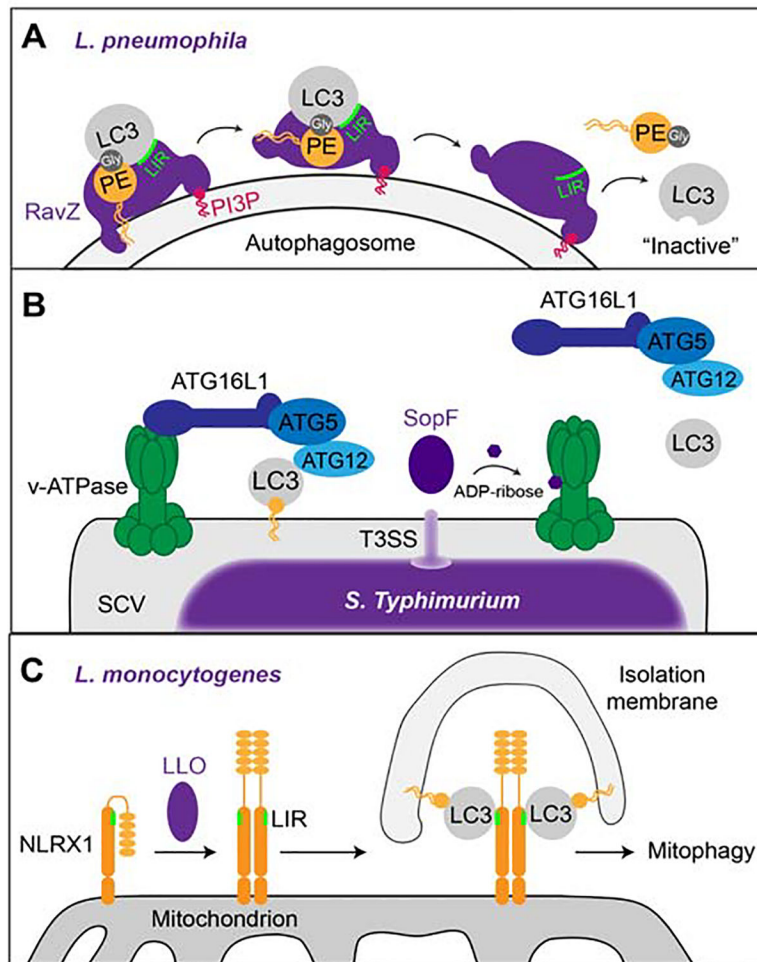 A L. pneumophila
LC3
Gly
LIR
PE
RavZ
PI3P
LC3
Gly
LIR
PE
LIR
PE Gly
LC3
"Inactive"
Autophagosome
B
ATG16L1
ATG5
ATG12
LC3
v-ATPase
SopF
ADP-ribose
T3SS
ATG16L1
ATG5
ATG12
LC3
SCV
S. Typhimurium
C L. monocytogenes
Isolation
membrane
LLO
NLRX1
LIR
LC3
LC3
Mitophagy
Mitochondrion